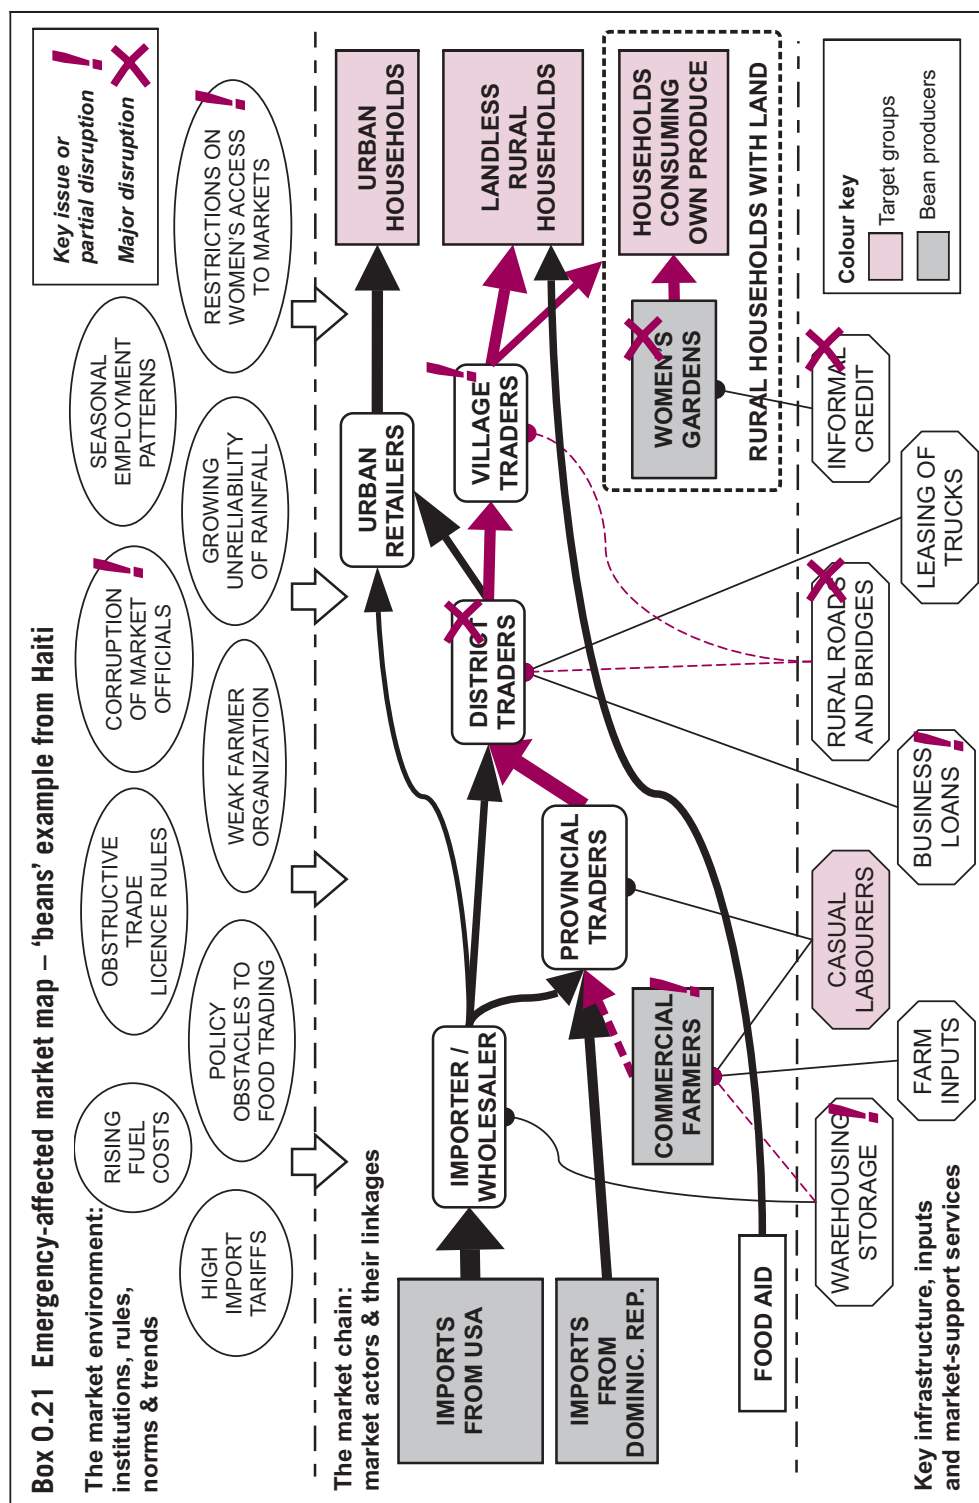 Box 0.21 Emergency-affected market map – 'beans' example from Haiti
The market environment:
institutions, rules,
norms & trends
HIGH
IMPORT
TARIFFS
RISING
FUEL
COSTS
POLICY
OBSTACLES TO
FOOD TRADING
OBSTRUCTIVE
TRADE
LICENCE RULES
WEAK FARMER
ORGANIZATION
CORRUPTION
OF MARKET
OFFICIALS
GROWING
UNRELIABILITY
OF RAINFALL
SEASONAL
EMPLOYMENT
PATTERNS
RESTRICTIONS ON
WOMEN'S ACCESS
TO MARKETS
Key issue or
partial disruption
Major disruption
The market chain:
market actors & their linkages
IMPORTS
FROM USA
IMPORTS
FROM
DOMINIC. REP.
FOOD AID
IMPORTER /
WHOLESALER
COMMERCIAL
FARMERS
PROVINCIAL
TRADERS
DISTRICT
TRADERS
URBAN
RETAILERS
VILLAGE
TRADERS
WOMEN'S
GARDENS
URBAN
HOUSEHOLDS
LANDLESS
RURAL
HOUSEHOLDS
HOUSEHOLDS
CONSUMING
OWN PRODUCE
RURAL HOUSEHOLDS WITH LAND
Key infrastructure, inputs
and market-support services
WAREHOUSING
STORAGE
FARM
INPUTS
CASUAL
LABOURERS
BUSINESS
LOANS
RURAL ROADS
AND BRIDGES
LEASING OF
TRUCKS
INFORMAL
CREDIT
Colour key
Target groups
Bean producers